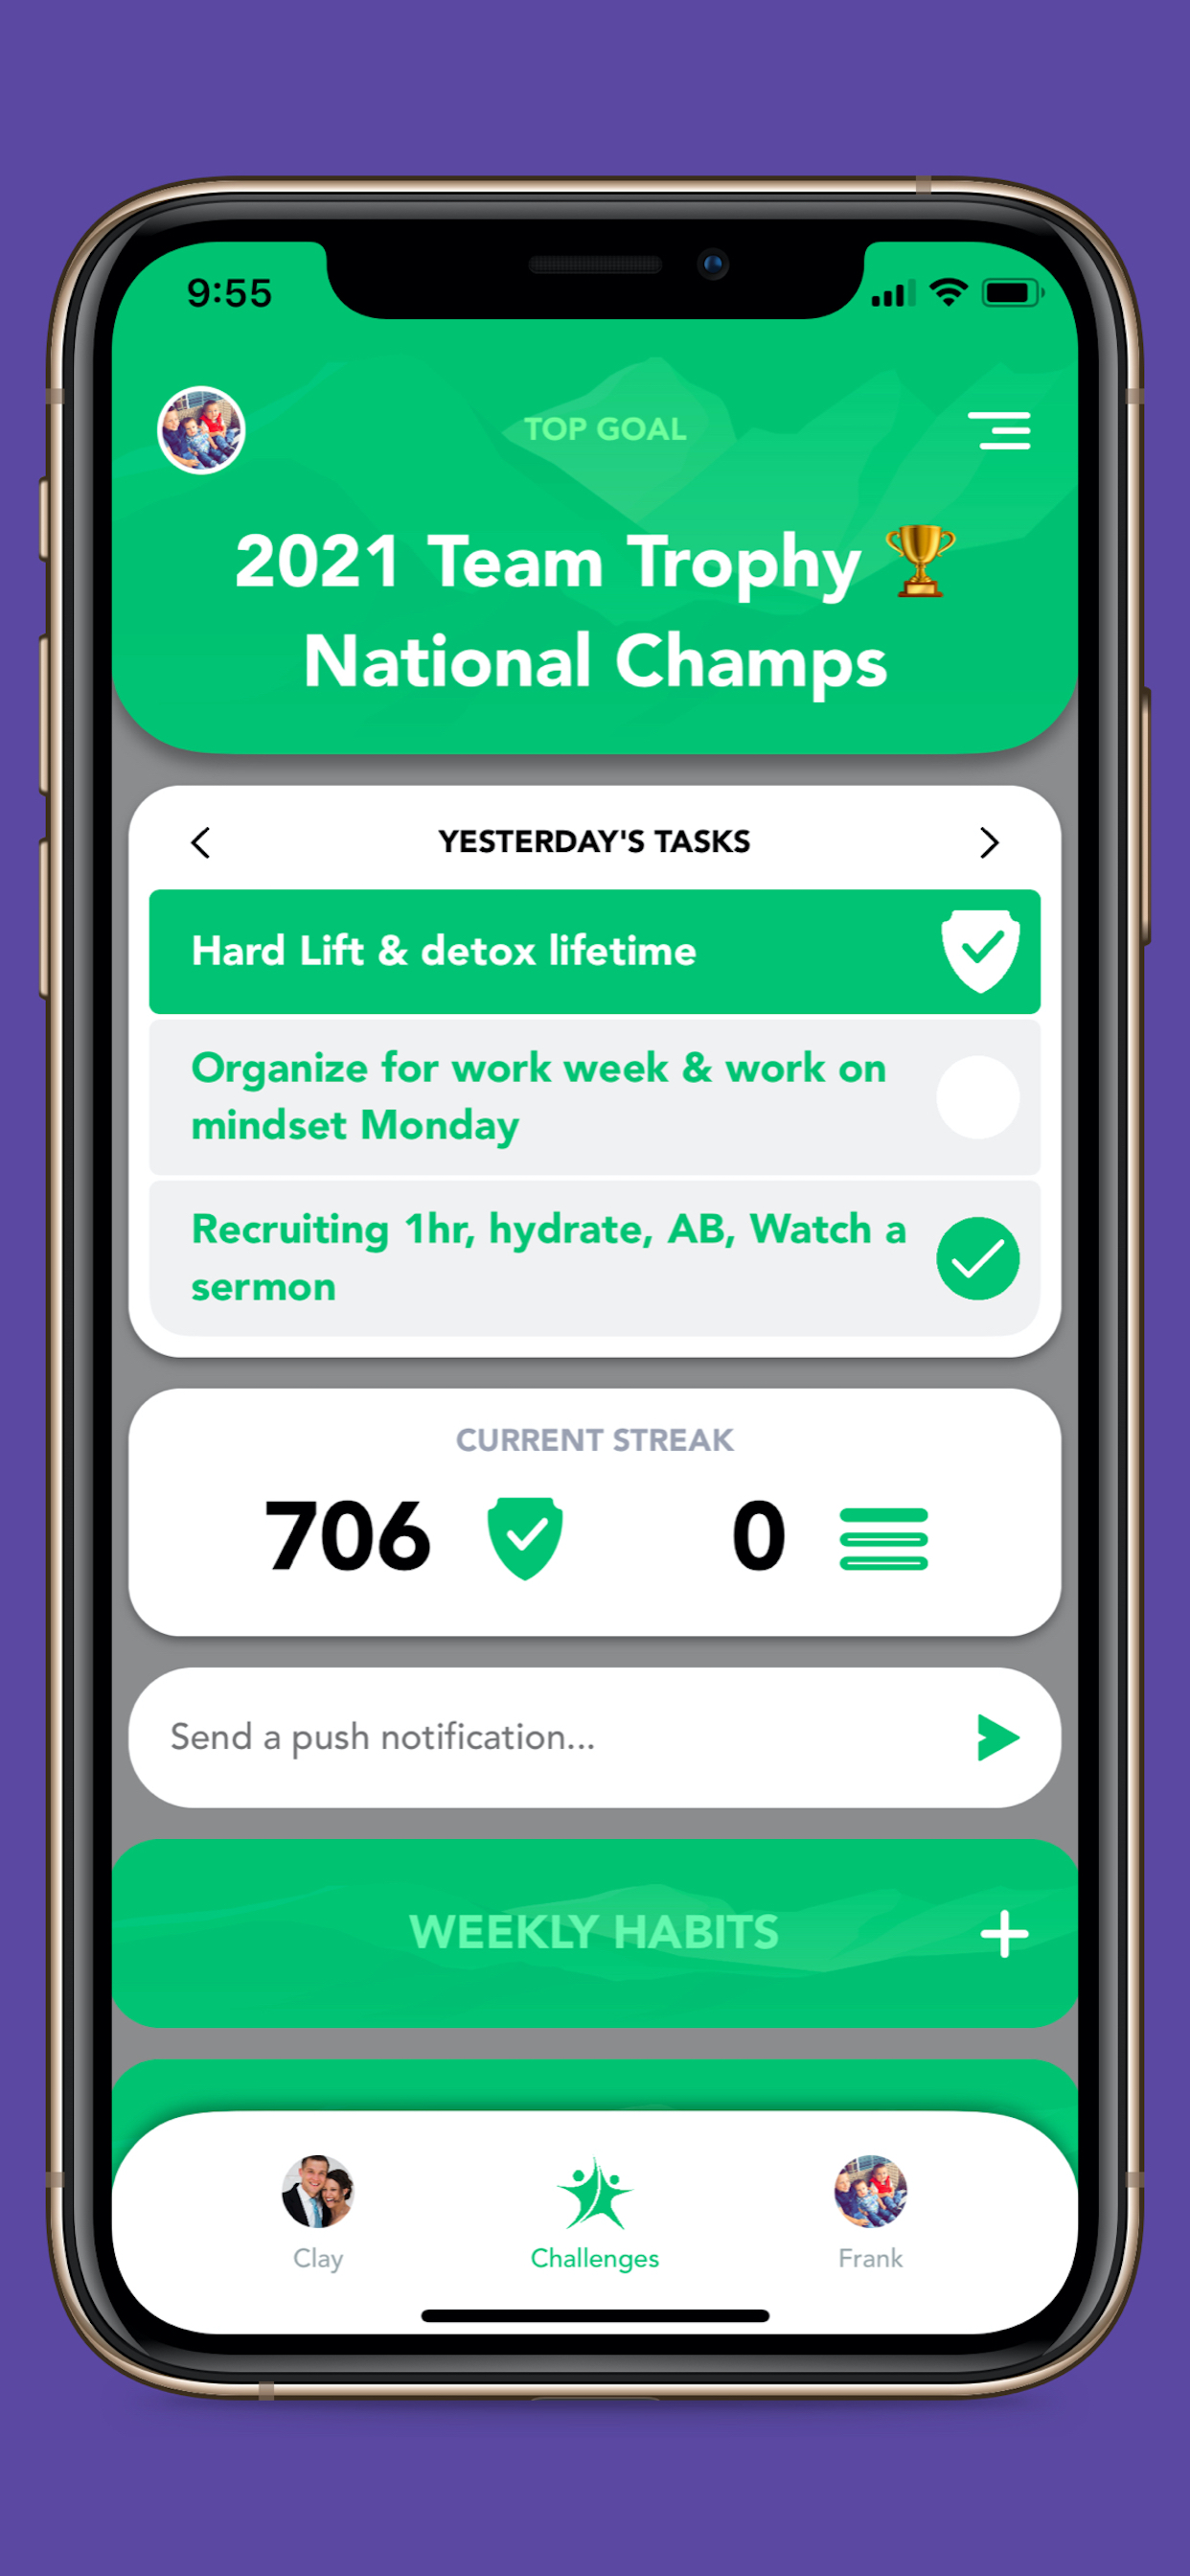 9:55
TOP GOAL
2021 Team Trophy 🏆
National Champs
YESTERDAY'S TASKS
Hard Lift & detox lifetime
Organize for work week & work on
mindset Monday
Recruiting 1hr, hydrate, AB, Watch a
sermon
CURRENT STREAK
706
0
Send a push notification...
WEEKLY HABITS
Clay
Challenges
Frank